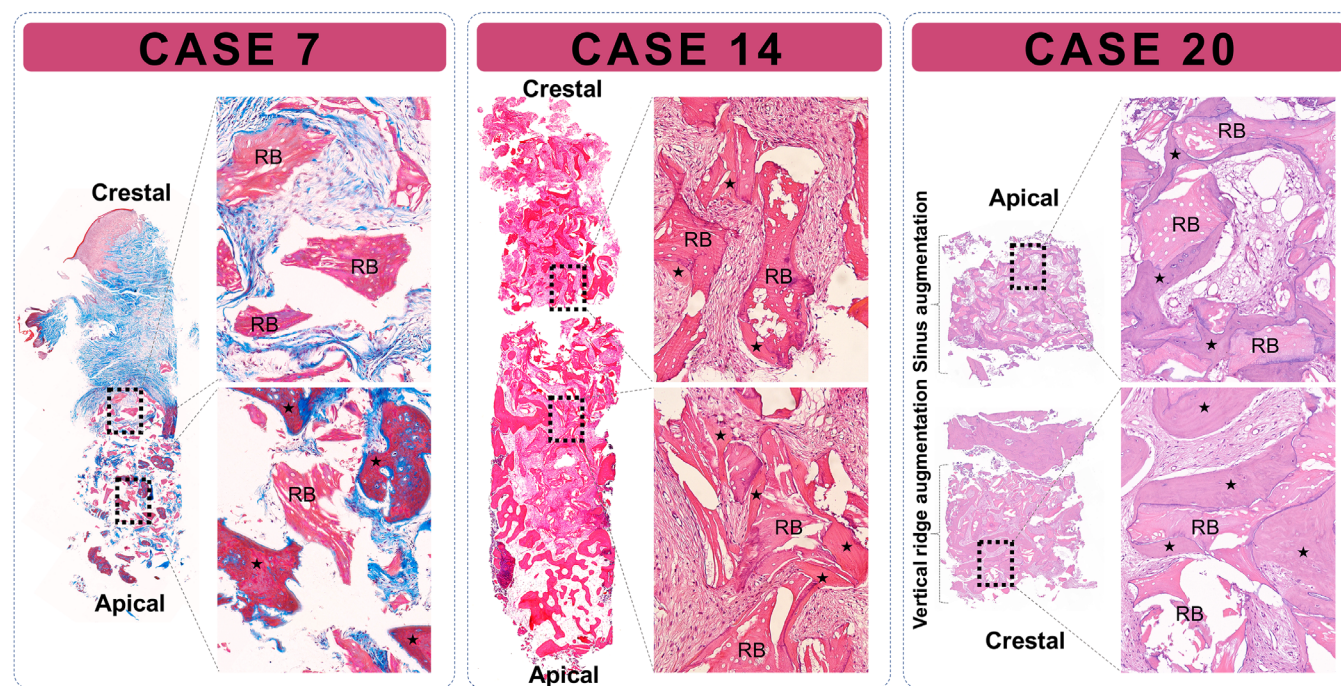 CASE 7
Crestal
RB
RB
RB
RB
★
★
★
★
Apical
CASE 14
Crestal
★
RB
★
RB
★
★
★
RB
★
★
RB
Apical
CASE 20
Sinus augmentation
Vertical ridge augmentation
Apical
RB
★
RB
★
★
RB
★
★
RB
★
★
RB
Crestal